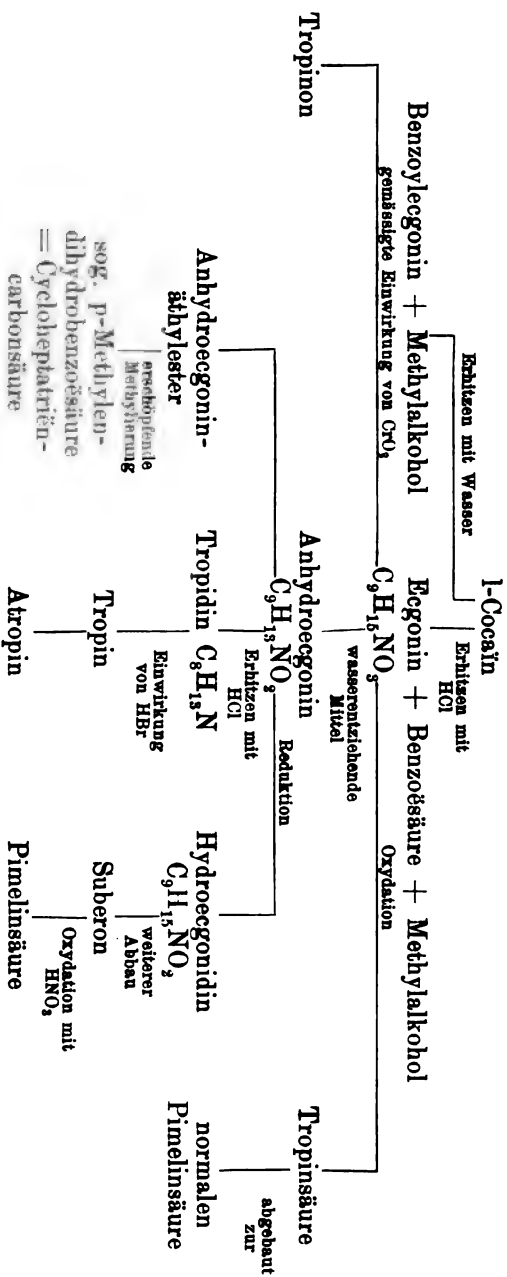 l-Cocaïn
Erhitzen mit Wasser
Erhitzen mit
HCl
Benzoylecgonin + Methylalkohol
Ecgonin + Benzoësäure + Methylalkohol
C₉H₁₅NO₃
gemässigte Einwirkung von CrO₃
Oxydation
wasserentziehende
Mittel
Tropinon
Anhydroecgonin
C₉H₁₃NO₂
Tropinsäure
Erhitzen mit
HCl
Reduktion
abgebaut
zur
Anhydroecgonin-
äthylester
Tropidin C₈H₁₃N
Hydroecgonidin
C₉H₁₅NO₂
normalen
Pimelinsäure
erschöpfende
Methylierung
Einwirkung
von HBr
weiterer
Abbau
sog. p-Methylen-
dihydrobenzoësäure
= Cycloheptatriën-
carbonsäure
Tropin
Suberon
Oxydation mit
HNO₃
Atropin
Pimelinsäure